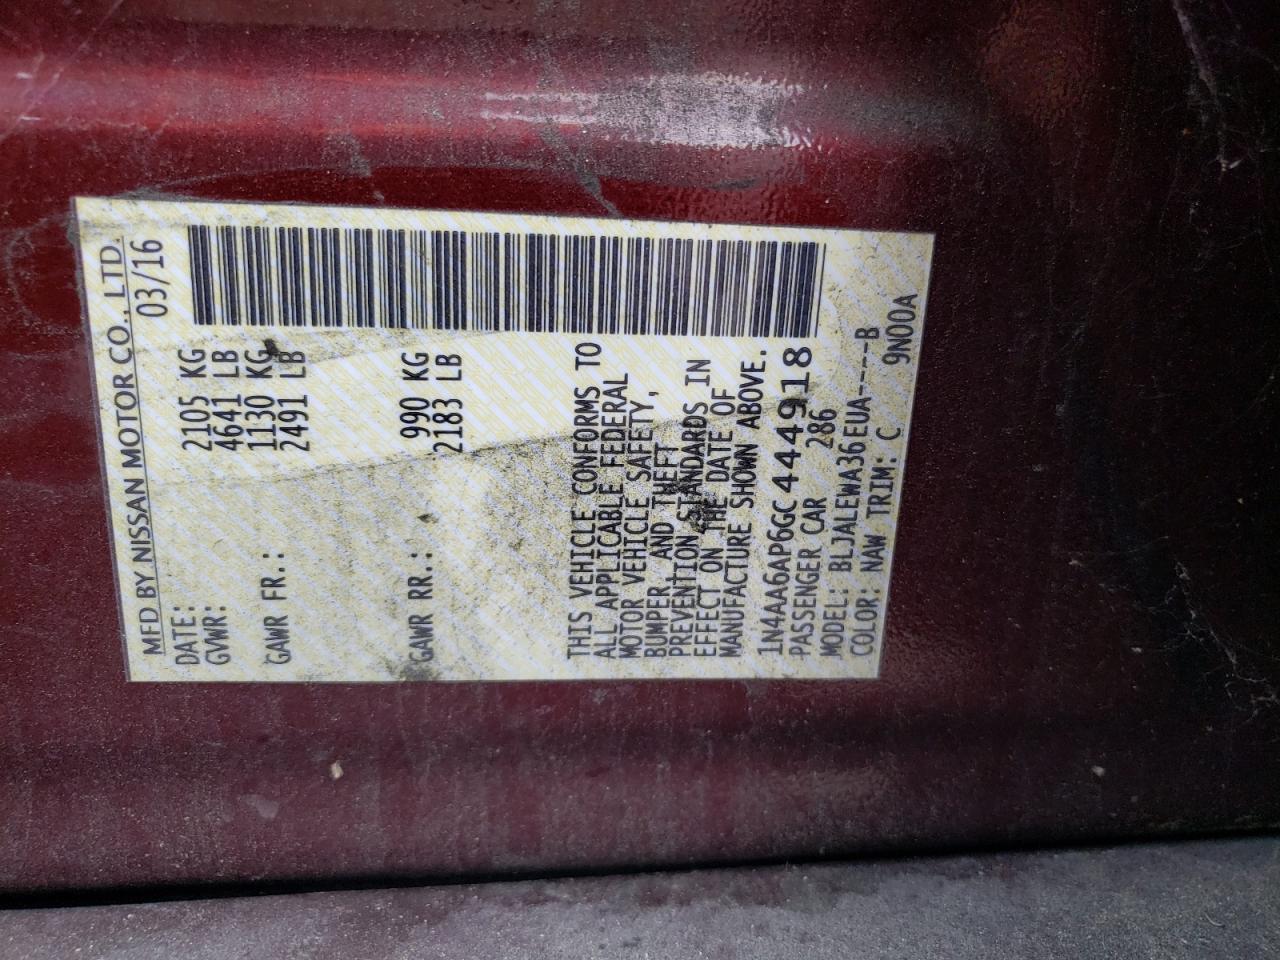 MFD BY NISSAN MOTOR CO., LTD.
DATE: 03/16
GVWR: 2105 KG
4641 LB
GAWR FR.: 1130 KG
2491 LB
GAWR RR.: 990 KG
2183 LB
THIS VEHICLE CONFORMS TO
ALL APPLICABLE FEDERAL
MOTOR VEHICLE SAFETY,
BUMPER AND THEFT
PREVENTION STANDARDS IN
EFFECT ON THE DATE OF
MANUFACTURE SHOWN ABOVE.
1N4AA6AP6GC444918
PASSENGER CAR 286
MODEL: BLJALEWA36EUA-----B
COLOR: NAW TRIM: C 9N00A